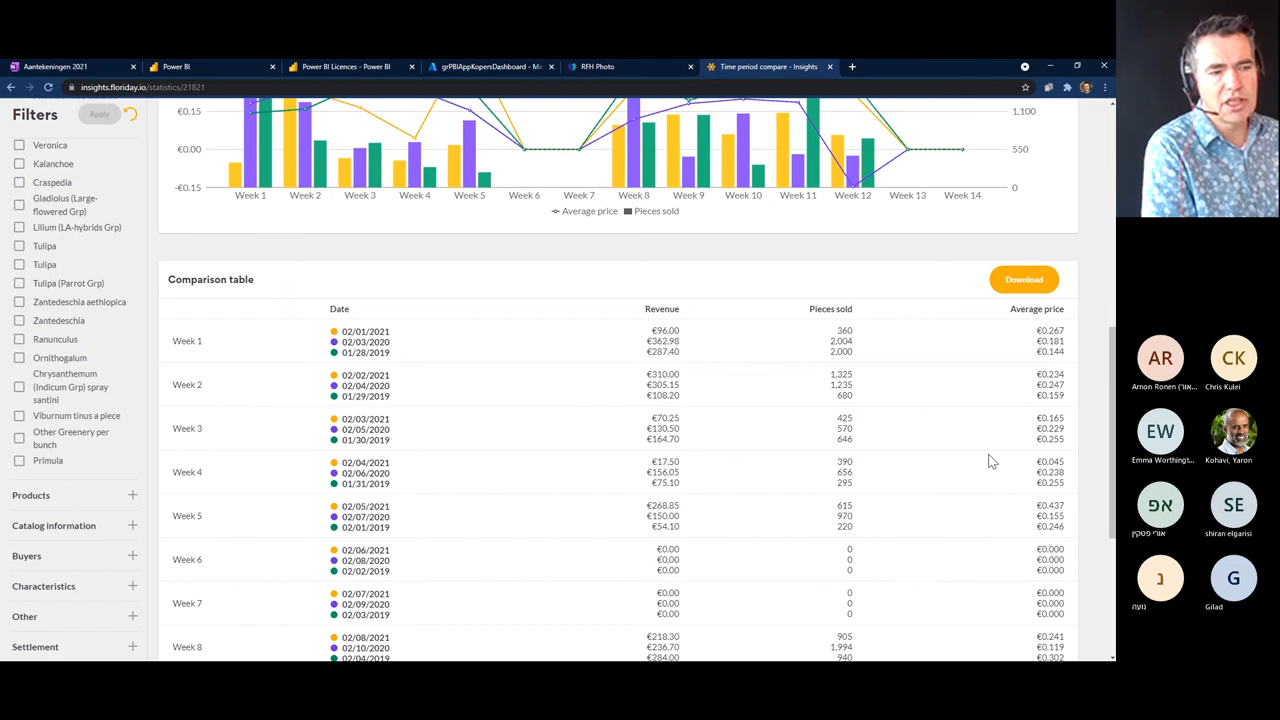 Aantekeningen 2021
Power BI
Power BI Licences - Power BI
grPBIAppKopersDashboard - Mic
RFH Photo
Time period compare - Insights
insights.floriday.io/statistics/21821
Filters
Apply
Veronica
Kalanchoe
Craspedia
Gladiolus (Large-
flowered Grp)
Lilium (LA-hybrids Grp)
Tulipa
Tulipa
Tulipa (Parrot Grp)
Zantedeschia aethiopica
Zantedeschia
Ranunculus
Ornithogalum
Chrysanthemum
(Indicum Grp) spray
santini
Viburnum tinus a piece
Other Greenery per
bunch
Primula
Products
Catalog information
Buyers
Characteristics
Other
Settlement
€0.15 1,100
€0.00 550
-€0.15 0
Week 1 Week 2 Week 3 Week 4 Week 5 Week 6 Week 7 Week 8 Week 9 Week 10 Week 11 Week 12 Week 13 Week 14
Average price Pieces sold
Comparison table Download
Date Revenue Pieces sold Average price
02/01/2021 €96.00 360 €0.267
Week 1 02/03/2020 €362.98 2,004 €0.181
01/28/2019 €287.40 2,000 €0.144
02/02/2021 €310.00 1,325 €0.234
Week 2 02/04/2020 €305.15 1,235 €0.247
01/29/2019 €108.20 680 €0.159
02/03/2021 €70.25 425 €0.165
Week 3 02/05/2020 €130.50 570 €0.229
01/30/2019 €164.70 646 €0.255
02/04/2021 €17.50 390 €0.045
Week 4 02/06/2020 €156.05 656 €0.238
01/31/2019 €75.10 295 €0.255
02/05/2021 €268.85 615 €0.437
Week 5 02/07/2020 €150.00 970 €0.155
02/01/2019 €54.10 220 €0.246
02/06/2021 €0.00 0 €0.000
Week 6 02/08/2020 €0.00 0 €0.000
02/02/2019 €0.00 0 €0.000
02/07/2021 €0.00 0 €0.000
Week 7 02/09/2020 €0.00 0 €0.000
02/03/2019 €0.00 0 €0.000
02/08/2021 €218.30 905 €0.241
Week 8 02/10/2020 €236.70 1,994 €0.119
02/04/2019 €284.00 940 €0.302
AR CK
Arnon Ronen (אור... Chris Kulei
EW
Emma Worthingt... Kohavi, Yaron
אפ SE
אורי פטקין shiran elgarisi
נ G
נועה Gilad